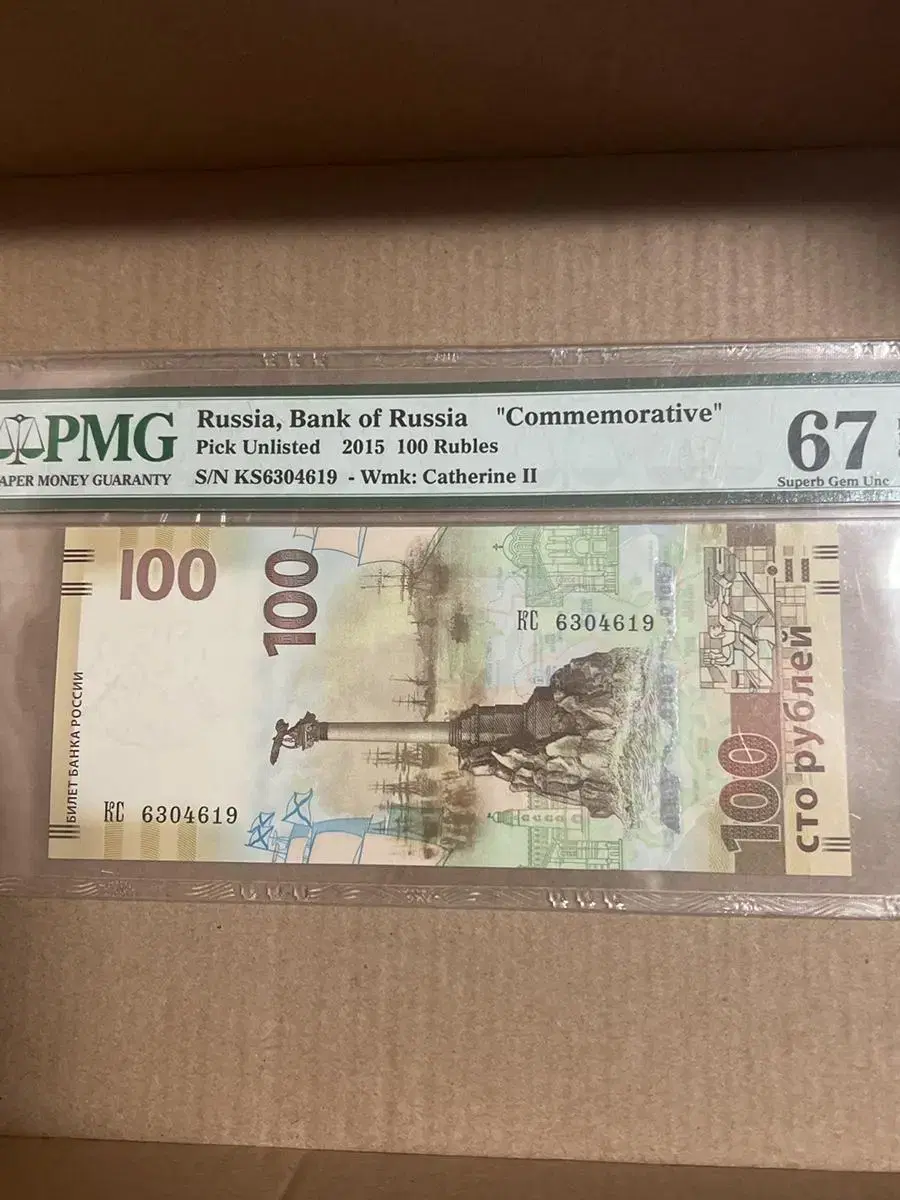 PMG
APER MONEY GUARANTY
Russia, Bank of Russia "Commemorative"
Pick Unlisted 2015 100 Rubles
S/N KS6304619 - Wmk: Catherine II
67
Superb Gem Unc
100
100
КС 6304619
БИЛЕТ БАНКА РОССИИ
КС 6304619
100
сто рублей